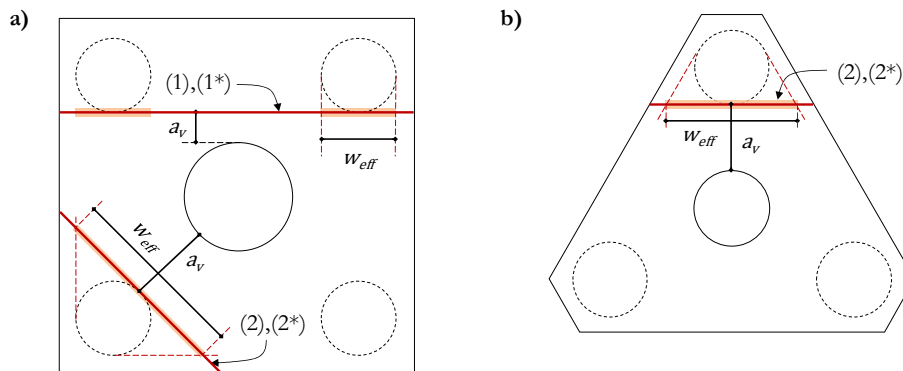 a)
(1),(1*)
a_v
w_eff
w_eff
a_v
(2),(2*)
b)
(2),(2*)
w_eff
a_v